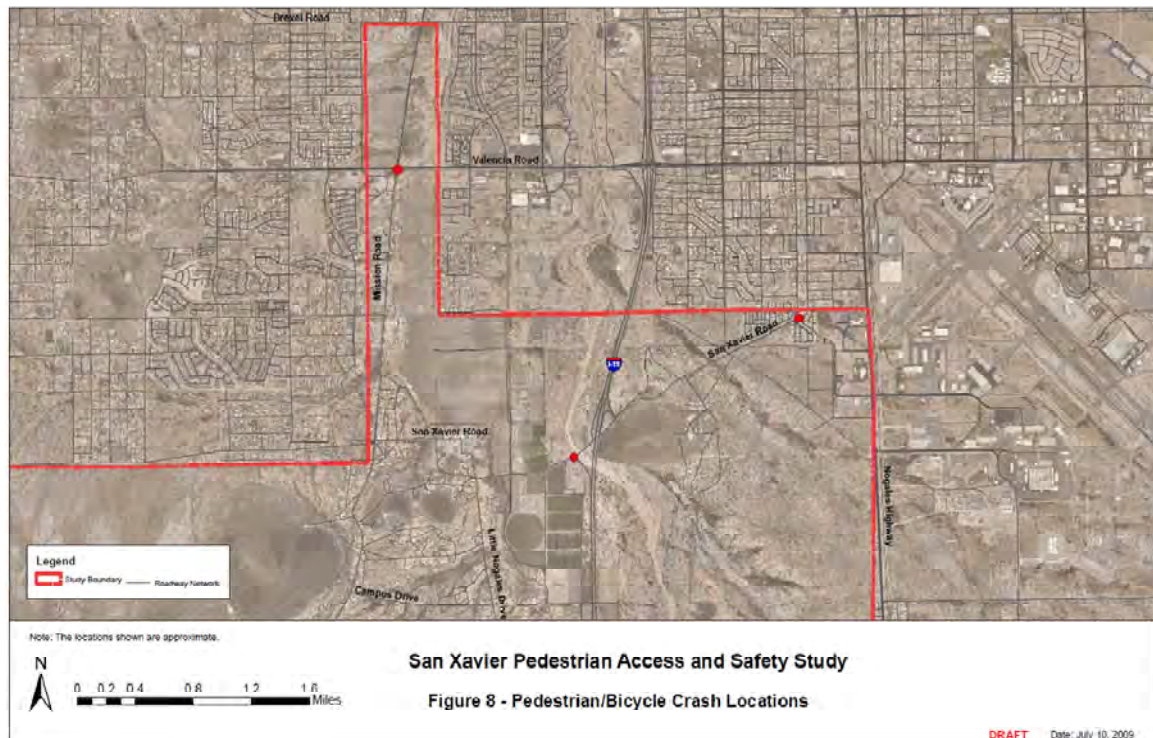 Drexel Road
Valencia Road
Mission Road
San Xavier Road
I-19
San Xavier Road
Nogales Highway
Little Nogales Drive
Campus Drive
Legend
Study Boundary
Roadway Network
Note: The locations shown are approximate.
N
0 0.2 0.4 0.8 1.2 1.6
Miles
San Xavier Pedestrian Access and Safety Study
Figure 8 - Pedestrian/Bicycle Crash Locations
DRAFT Date: July 10, 2009